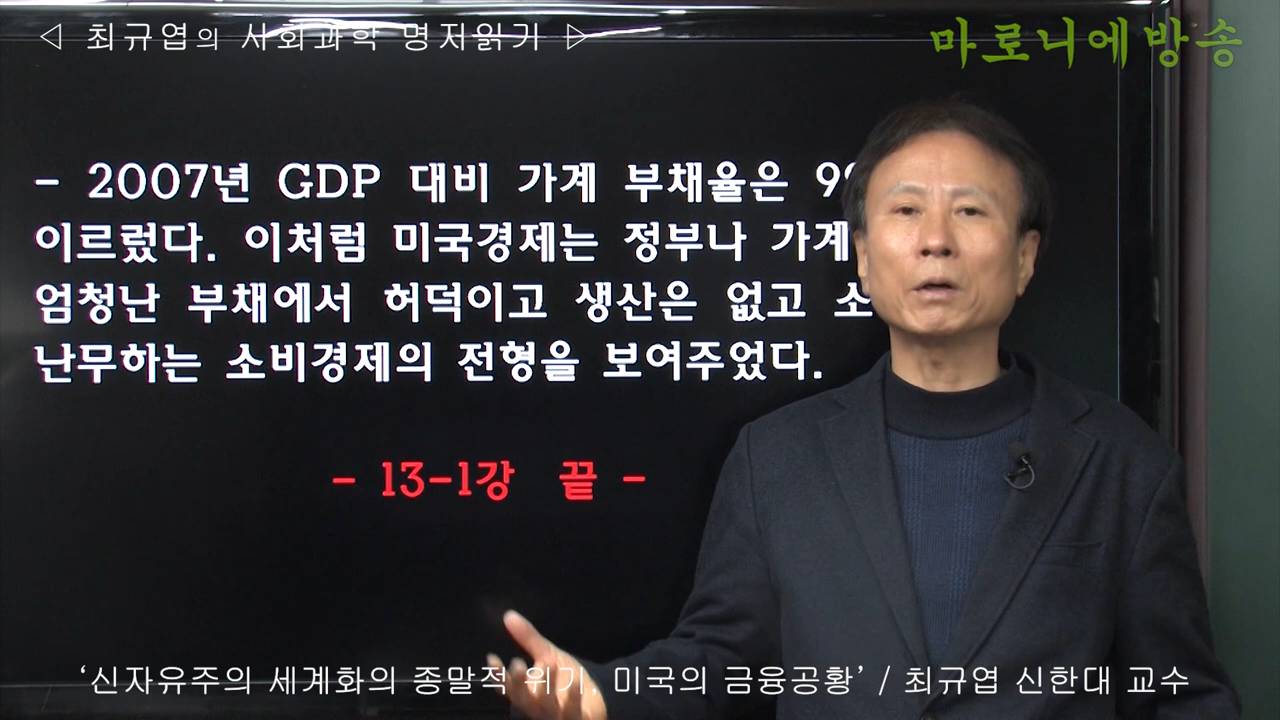 ◁ 최규엽의 사회과학 명저읽기 ▷
마로니에방송
- 2007년 GDP 대비 가계 부채율은
이르렀다. 이처럼 미국경제는 정부나 가계
엄청난 부채에서 허덕이고 생산은 없고
난무하는 소비경제의 전형을 보여주었다.
- 13-1강 끝 -
‘신자유주의 세계화의 종말적 위기, 미국의 금융공황’ / 최규엽 신한대 교수